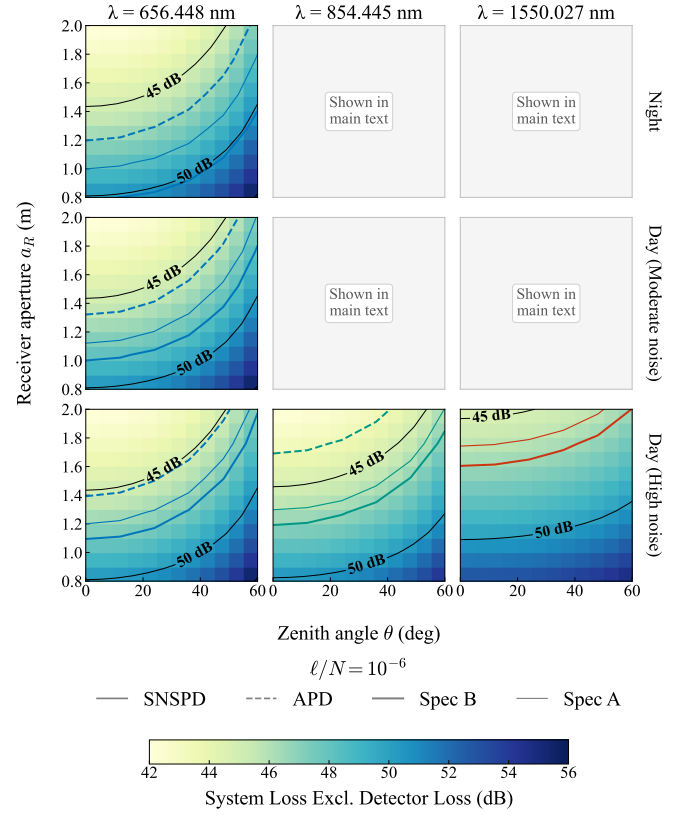 λ = 656.448 nm
λ = 854.445 nm
λ = 1550.027 nm
2.0
1.8
1.6
1.4
1.2
1.0
0.8
45 dB
50 dB
Shown in
main text
Shown in
main text
Night
2.0
1.8
1.6
1.4
1.2
1.0
0.8
45 dB
50 dB
Shown in
main text
Shown in
main text
Day (Moderate noise)
Receiver aperture a_R (m)
2.0
1.8
1.6
1.4
1.2
1.0
0.8
45 dB
50 dB
45 dB
50 dB
45 dB
50 dB
Day (High noise)
0 20 40 60
0 20 40 60
0 20 40 60
Zenith angle θ (deg)
ℓ/N = 10⁻⁶
SNSPD
APD
Spec B
Spec A
42 44 46 48 50 52 54 56
System Loss Excl. Detector Loss (dB)